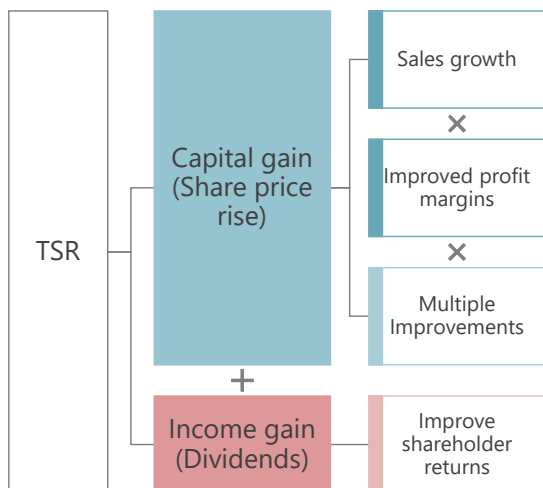 TSR
Capital gain
(Share price
rise)
Sales growth
×
Improved profit
margins
×
Multiple
Improvements
+
Income gain
(Dividends)
Improve
shareholder
returns